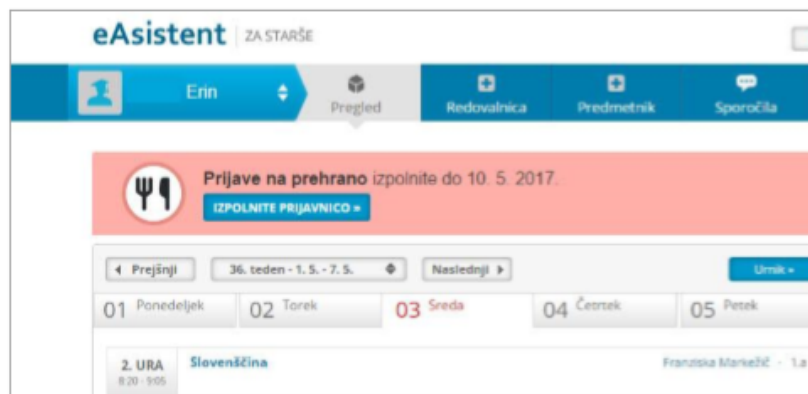 eAsistent ZA STARŠE
Erin
Pregled
Redovalnica
Predmetnik
Sporočila
Prijave na prehrano izpolnite do 10. 5. 2017.
IZPOLNITE PRIJAVNICO »
Prejšnji
36. teden - 1. 5. - 7. 5.
Naslednji
Urnik »
01 Ponedeljek
02 Torek
03 Sreda
04 Četrtek
05 Petek
2. URA
Slovenščina
Franziska Markežič - 1.a
8:20 - 9:05